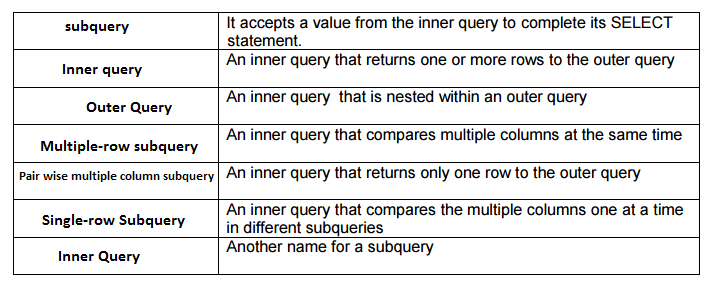 subquery
It accepts a value from the inner query to complete its SELECT
statement.
Inner query
An inner query that returns one or more rows to the outer query
Outer Query
An inner query that is nested within an outer query
Multiple-row subquery
An inner query that compares multiple columns at the same time
Pair wise multiple column subquery
An inner query that returns only one row to the outer query
Single-row Subquery
An inner query that compares the multiple columns one at a time
in different subqueries
Inner Query
Another name for a subquery